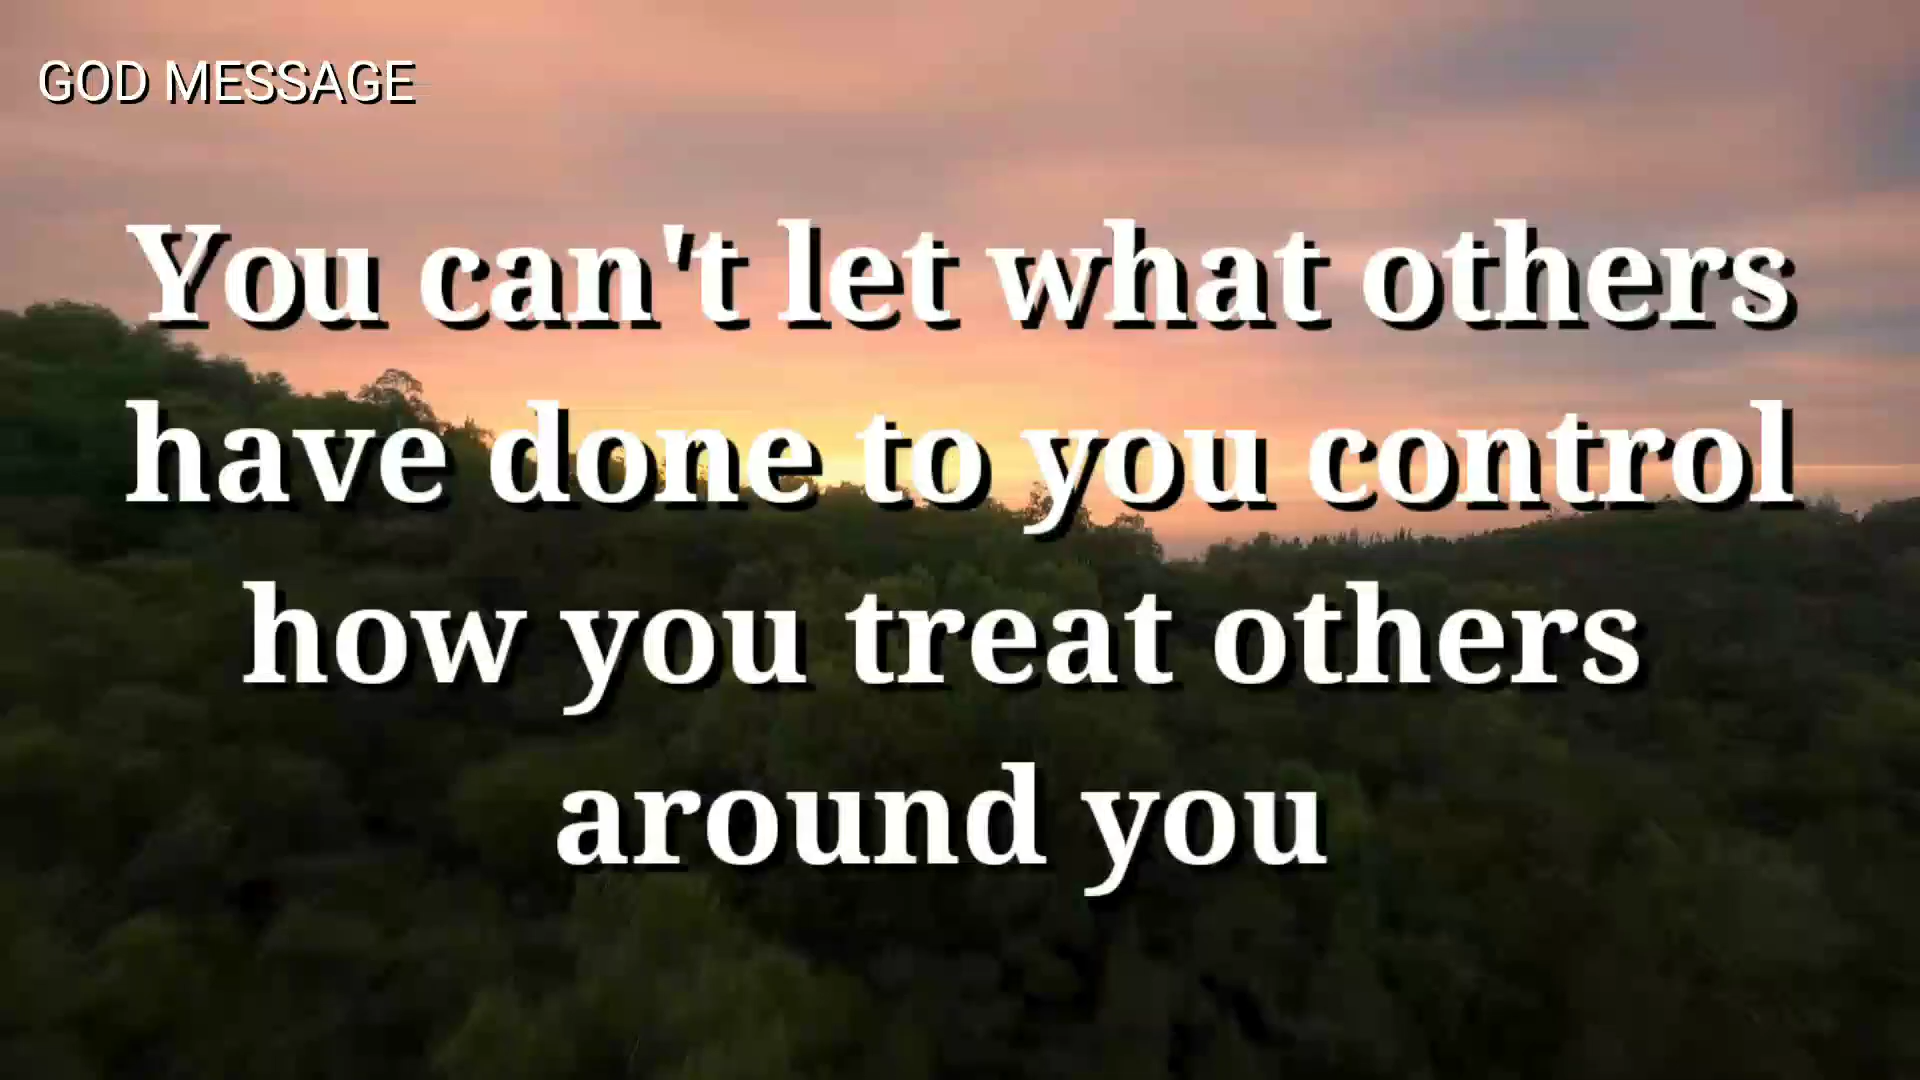 GOD MESSAGE
You can't let what others
have done to you control
how you treat others
around you